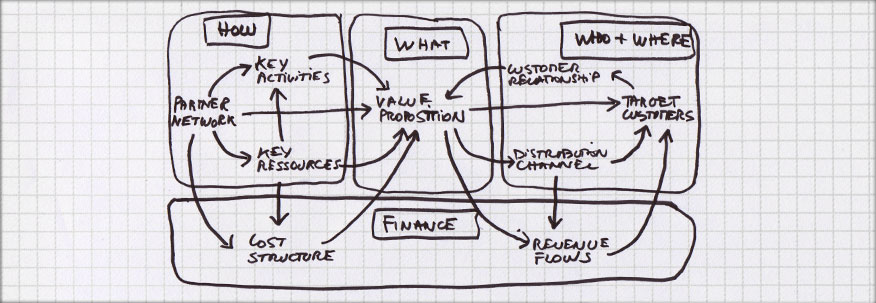 HOW
WHAT
WHO + WHERE
KEY
ACTIVITIES
PARTNER
NETWORK
KEY
RESSOURCES
VALUE
PROPOSITION
CUSTOMER
RELATIONSHIP
TARGET
CUSTOMERS
DISTRIBUTION
CHANNEL
FINANCE
COST
STRUCTURE
REVENUE
FLOWS